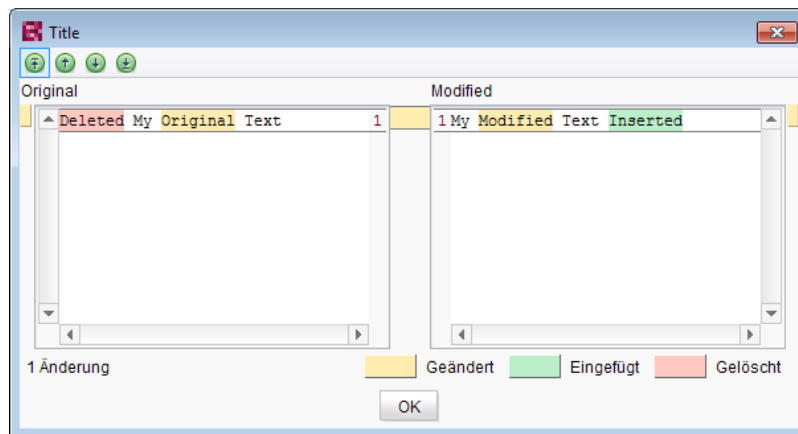 Title
Original
Modified
Deleted My Original Text 1
1 My Modified Text Inserted
1 Änderung
Geändert
Eingefügt
Gelöscht
OK